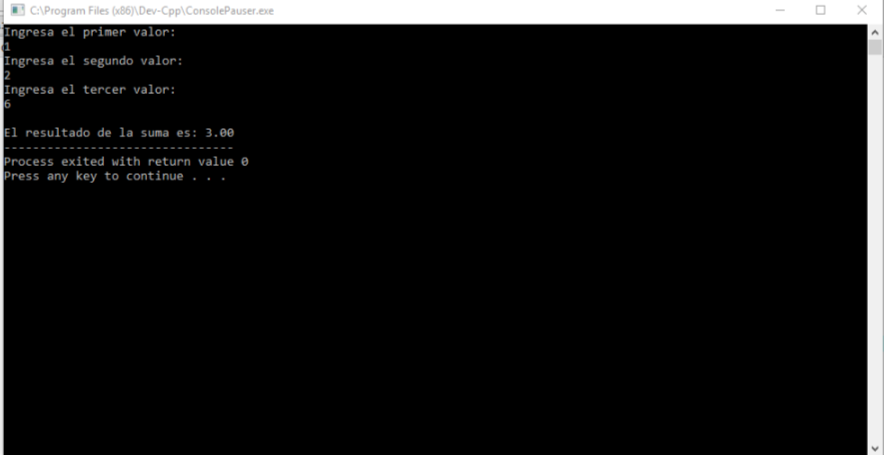 C:\Program Files (x86)\Dev-Cpp\ConsolePauser.exe
Ingresa el primer valor:
1
Ingresa el segundo valor:
2
Ingresa el tercer valor:
6
El resultado de la suma es: 3.00
--------------------------------
Process exited with return value 0
Press any key to continue . . .